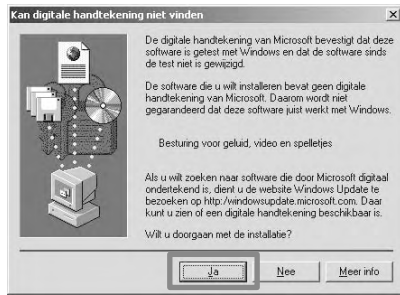 Kan digitale handtekening niet vinden
De digitale handtekening van Microsoft bevestigt dat deze
software is getest met Windows en dat de software sinds
de test niet is gewijzigd.
De software die u wilt installeren bevat geen digitale
handtekening van Microsoft. Daarom wordt niet
gegarandeerd dat deze software juist werkt met Windows.
Besturing voor geluid, video en spelletjes
Als u wilt zoeken naar software die door Microsoft digitaal
ondertekend is, dient u de website Windows Update te
bezoeken op http:/windowsupdate.microsoft.com. Daar
kunt u zien of een digitale handtekening beschikbaar is.
Wilt u doorgaan met de installatie?
Ja Nee Meer info